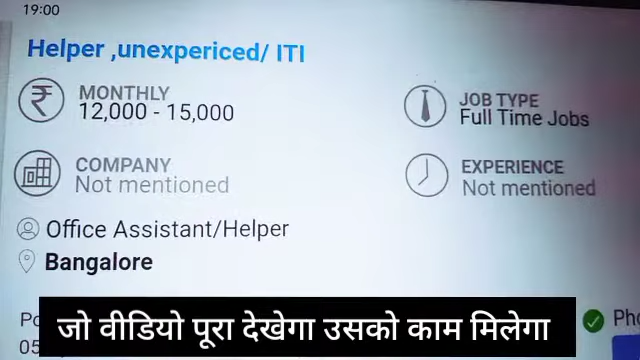 19:00
Helper ,unexpericed/ ITI
MONTHLY
12,000 - 15,000
JOB TYPE
Full Time Jobs
COMPANY
Not mentioned
EXPERIENCE
Not mentioned
Office Assistant/Helper
Bangalore
जो वीडियो पूरा देखेगा उसको काम मिलेगा